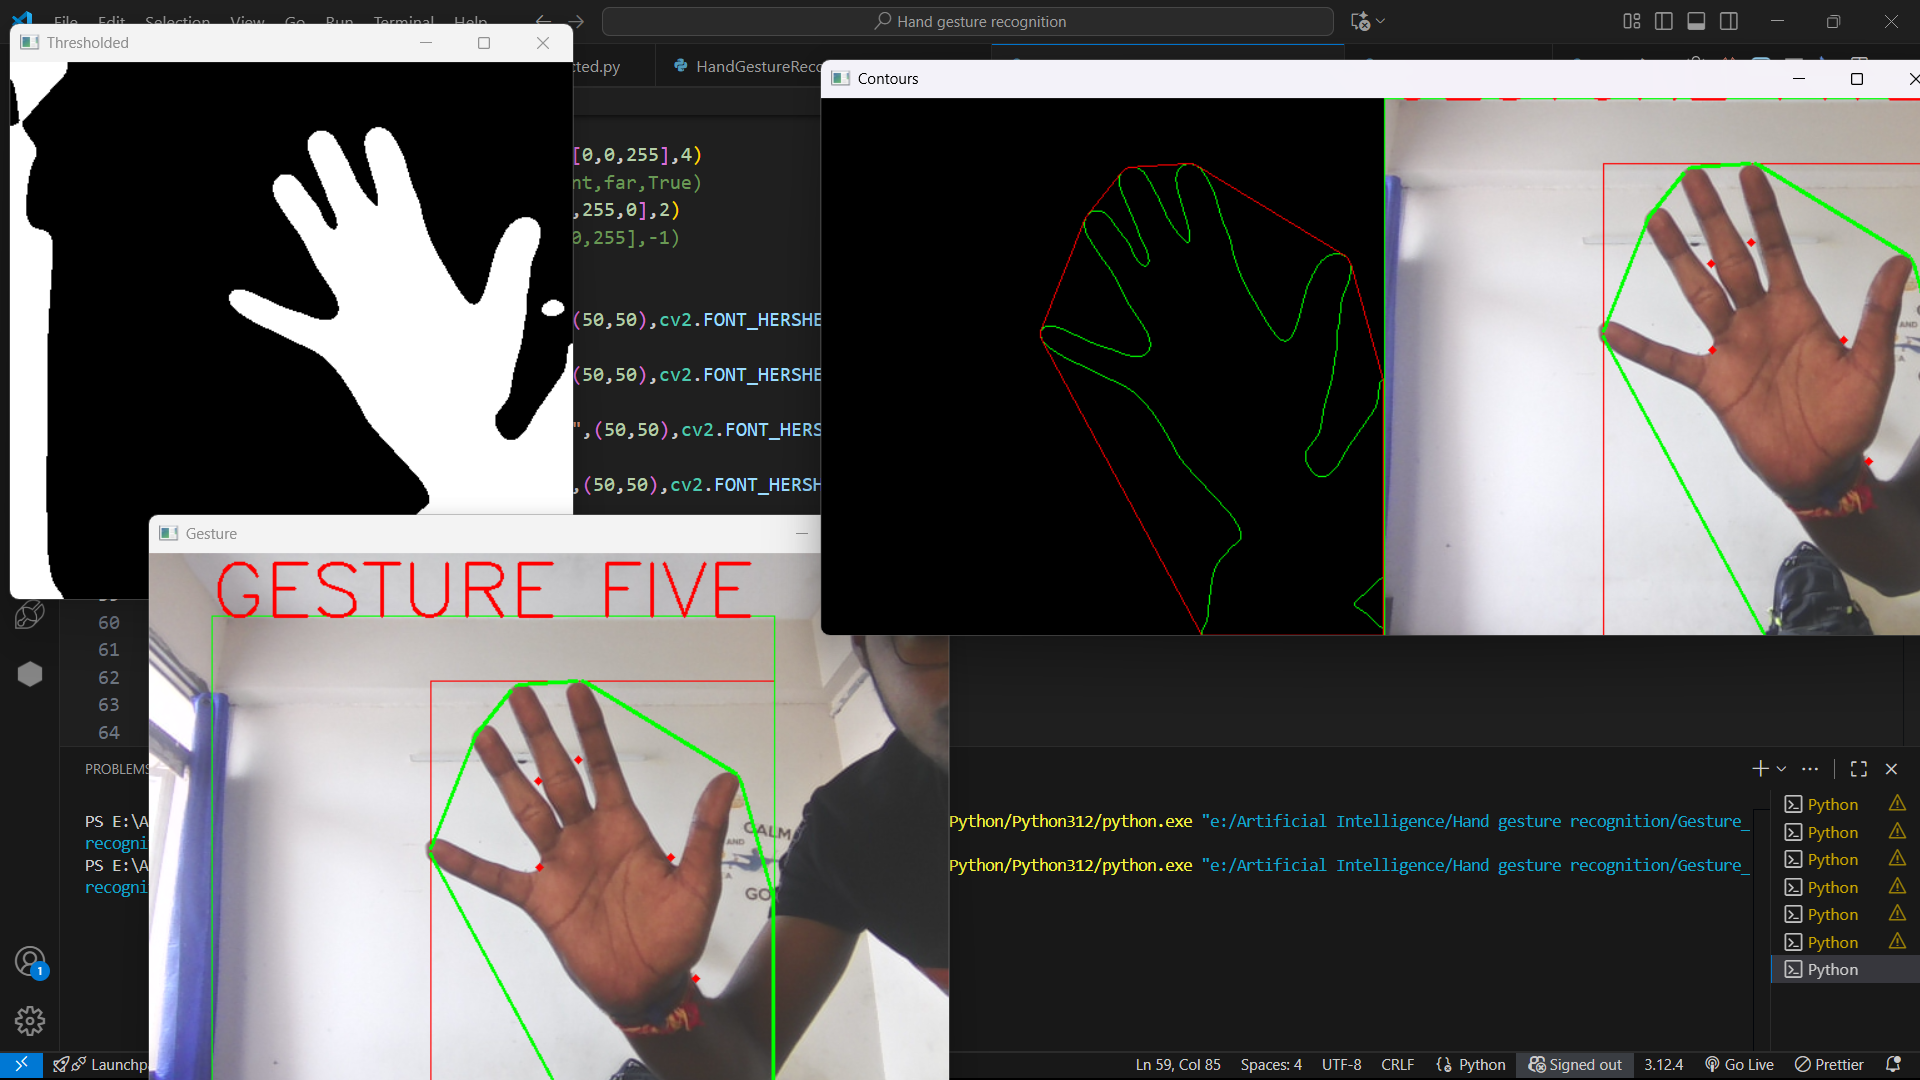 File Edit Selection View Go Run Terminal Help
Hand gesture recognition
Thresholded
cted.py
HandGestureReco
Contours
[0,0,255],4)
nt,far,True)
,255,0],2)
0,255],-1)
(50,50),cv2.FONT_HERSHE
(50,50),cv2.FONT_HERSHE
",(50,50),cv2.FONT_HERS
,(50,50),cv2.FONT_HERSH
Gesture
GESTURE FIVE
60
61
62
63
64
CALM
AND
GO
AND
EA
PROBLEMS
PS E:\A
Python/Python312/python.exe "e:/Artificial Intelligence/Hand gesture recognition/Gesture_
recogni
PS E:\A
Python/Python312/python.exe "e:/Artificial Intelligence/Hand gesture recognition/Gesture_
recogni
Python
Python
Python
Python
Python
Python
Python
1
Launchp
Ln 59, Col 85
Spaces: 4
UTF-8
CRLF
Python
Signed out
3.12.4
Go Live
Prettier